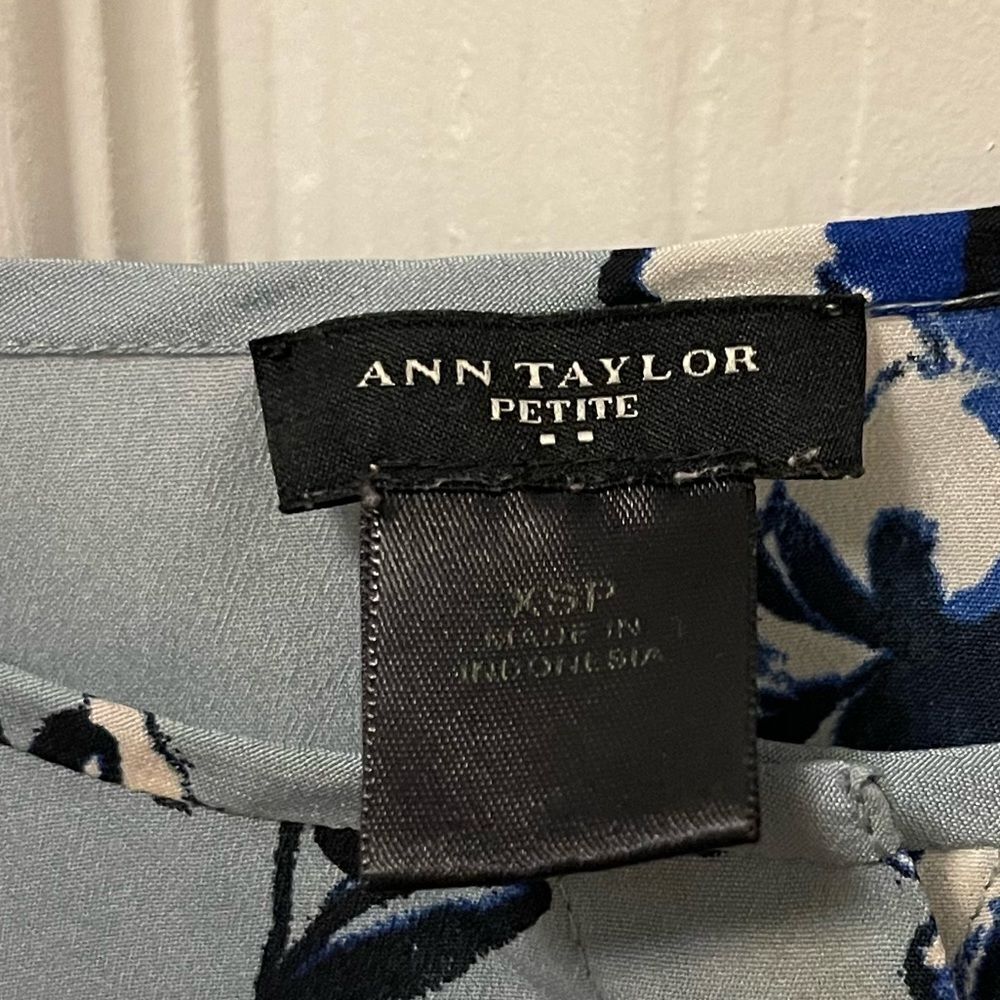 ANN TAYLOR
PETITE
XSP
MADE IN
INDONESIA